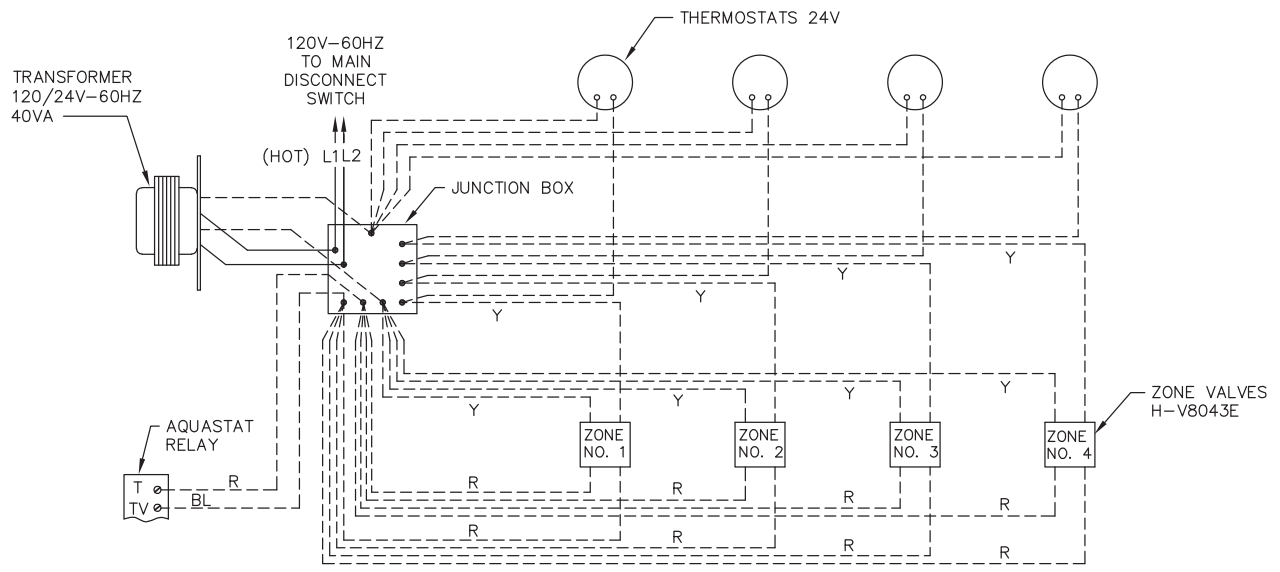 THERMOSTATS 24V
120V-60HZ
TO MAIN
DISCONNECT
SWITCH
TRANSFORMER
120/24V-60HZ
40VA
(HOT) L1 L2
JUNCTION BOX
Y
Y
Y
Y
Y
Y
Y
Y
ZONE VALVES
H-V8043E
AQUASTAT
RELAY
ZONE
NO. 1
ZONE
NO. 2
ZONE
NO. 3
ZONE
NO. 4
T
R
TV
BL
R
R
R
R
R
R
R
R